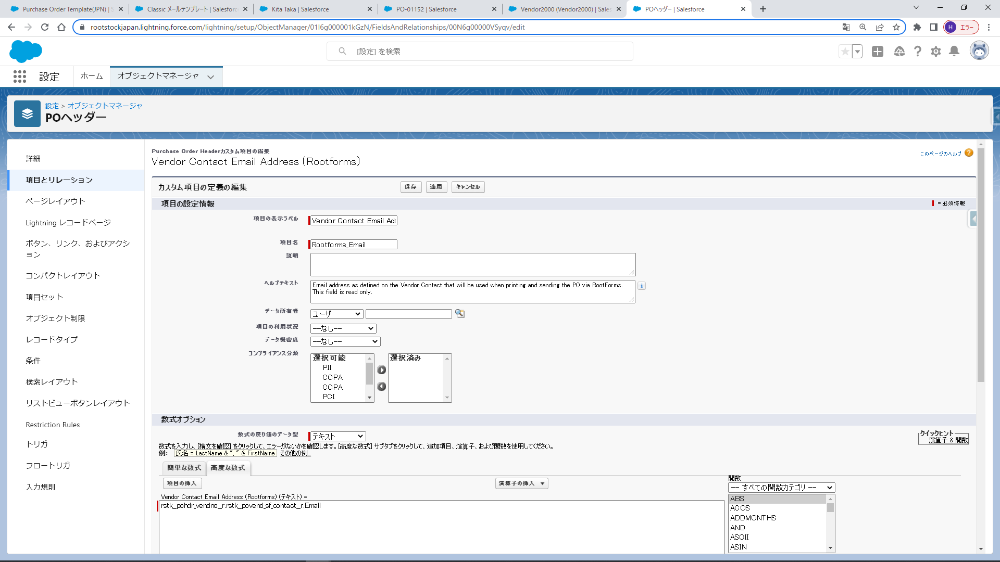 Purchase Order Template(JPN) | S
Classic メールテンプレート | Salesforc
Kita Taka | Salesforce
PO-01152 | Salesforce
Vendor2000 (Vendor2000) | Sales
POヘッダー | Salesforce
rootstockjapan.lightning.force.com/lightning/setup/ObjectManager/01I6g000001kGzN/FieldsAndRelationships/00N6g00000VSyqv/edit
H エラー
[設定] を検索
設定
ホーム
オブジェクトマネージャ
設定 > オブジェクトマネージャ
POヘッダー
詳細
項目とリレーション
ページレイアウト
Lightning レコードページ
ボタン、リンク、およびアクション
コンパクトレイアウト
項目セット
オブジェクト制限
レコードタイプ
条件
検索レイアウト
リストビューボタンレイアウト
Restriction Rules
トリガ
フロートリガ
入力規則
Purchase Order Headerカスタム項目の編集
Vendor Contact Email Address (Rootforms)
このページのヘルプ ?
カスタム項目の定義の編集
保存
適用
キャンセル
項目の設定情報
= 必須情報
項目の表示ラベル
Vendor Contact Email Add
項目名
Rootforms_Email
説明
ヘルプテキスト
Email address as defined on the Vendor Contact that will be used when printing and sending the PO via RootForms.
This field is read only.
i
データ所有者
ユーザ
項目の利用状況
--なし--
データ機密度
--なし--
コンプライアンス分類
選択可能
PII
CCPA
CCPA
PCI
選択済み
数式オプション
数式の戻り値のデータ型
テキスト
クイックヒント
演算子 & 関数
数式を入力し、[構文を確認] をクリックして、エラーがないかを確認します。[高度な数式] サブタブをクリックして、追加項目、演算子、および関数を使用してください。
例: 氏名 = LastName & ", " & FirstName その他の例...
簡単な数式
高度な数式
項目の挿入
演算子の挿入 ▼
関数
-- すべての関数カテゴリ --
Vendor Contact Email Address (Rootforms) (テキスト) =
rstk_pohdr_vendno_r.rstk_povend_sf_contact_r.Email
ABS
ACOS
ADDMONTHS
AND
ASCII
ASIN